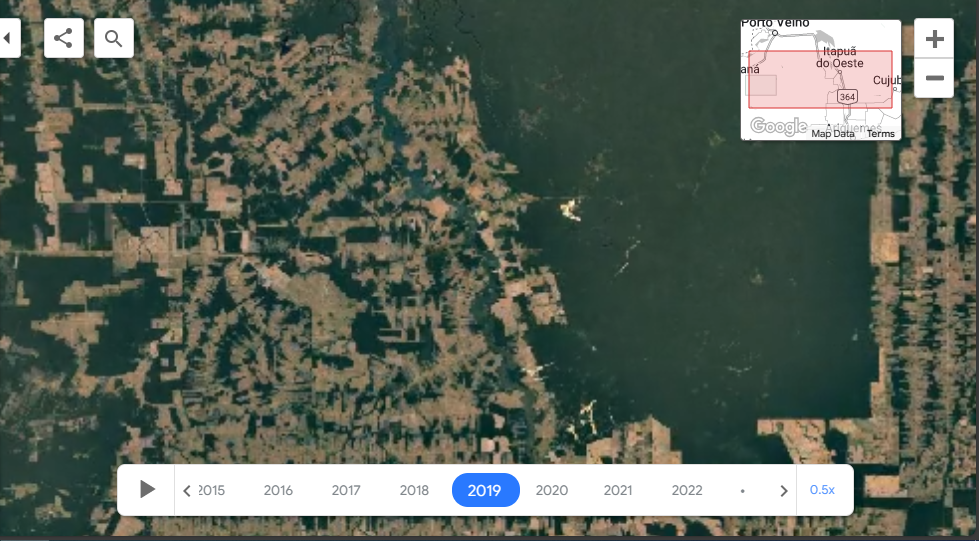 Porto Velho
Itapuã
do Oeste
aná
Cujub
364
Ariquemes
Google
Map Data
Terms
2015
2016
2017
2018
2019
2020
2021
2022
0.5x